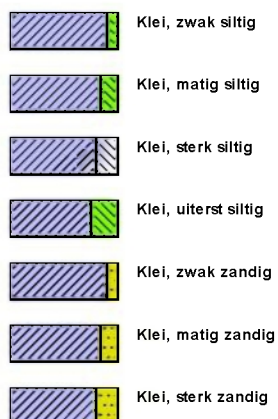 Klei, zwak siltig
Klei, matig siltig
Klei, sterk siltig
Klei, uiterst siltig
Klei, zwak zandig
Klei, matig zandig
Klei, sterk zandig